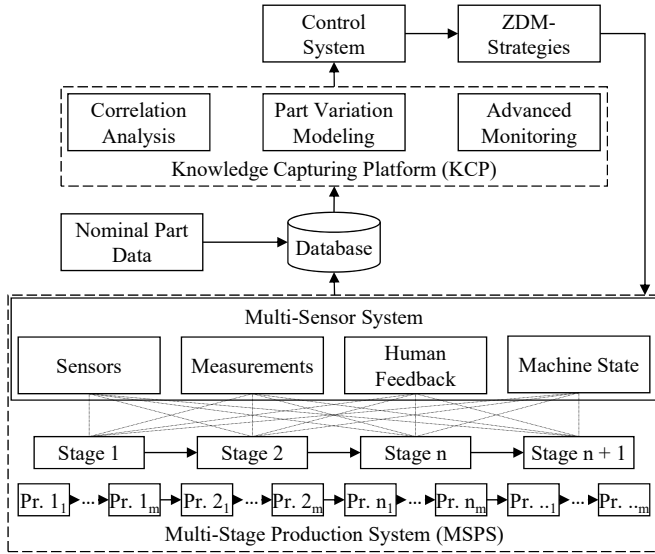 Control
System
ZDM-
Strategies
Correlation
Analysis
Part Variation
Modeling
Advanced
Monitoring
Knowledge Capturing Platform (KCP)
Nominal Part
Data
Database
Multi-Sensor System
Sensors
Measurements
Human
Feedback
Machine State
Stage 1
Stage 2
Stage n
Stage n + 1
Pr. 1₁ ... Pr. 1ₘ Pr. 2₁ ... Pr. 2ₘ Pr. n₁ ... Pr. nₘ Pr. ..₁ ... Pr. ..ₘ
Multi-Stage Production System (MSPS)